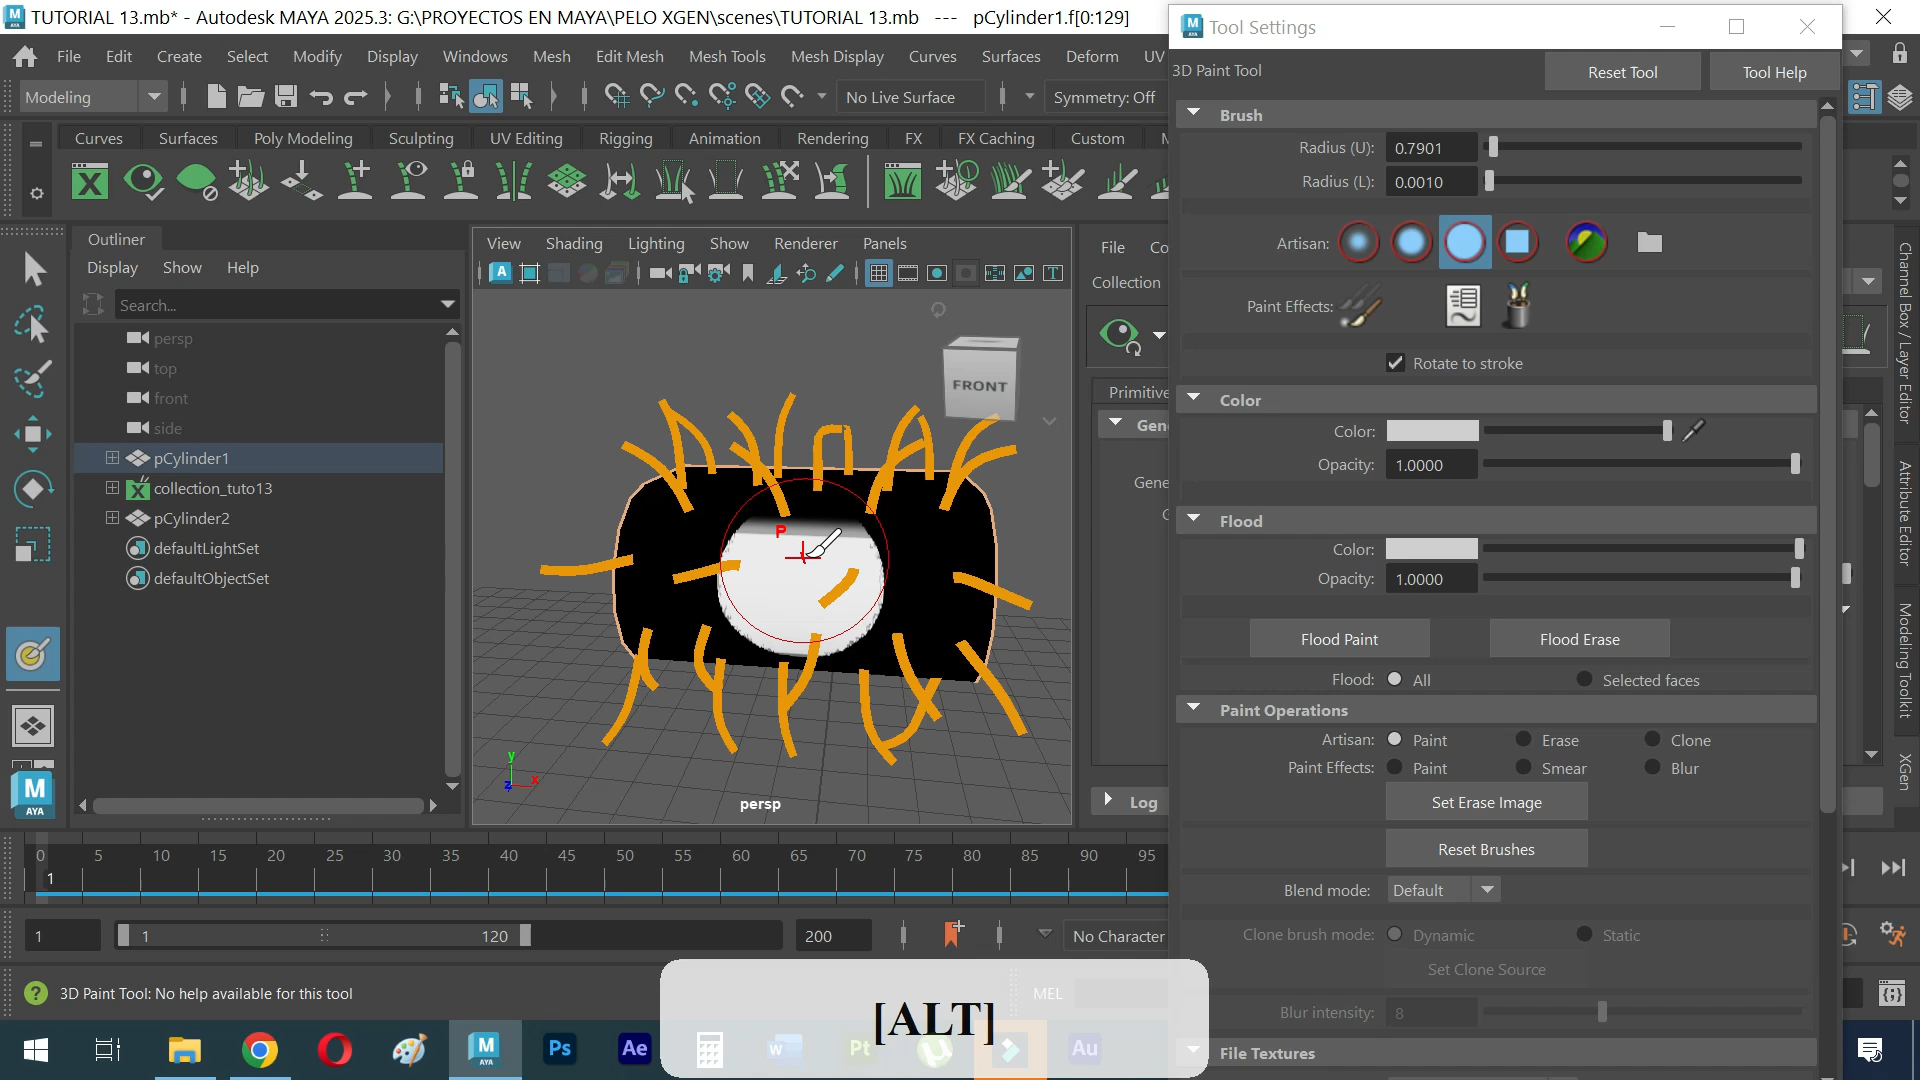 TUTORIAL 13.mb* - Autodesk MAYA 2025.3: G:\PROYECTOS EN MAYA\PELO XGEN\scenes\TUTORIAL 13.mb --- pCylinder1.f[0:129]
File Edit Create Select Modify Display Windows Mesh Edit Mesh Mesh Tools Mesh Display Curves Surfaces Deform UV
Modeling
No Live Surface
Symmetry: Off
Curves Surfaces Poly Modeling Sculpting UV Editing Rigging Animation Rendering FX FX Caching Custom
Outliner
Display Show Help
Search...
persp
top
front
side
pCylinder1
collection_tuto13
pCylinder2
defaultLightSet
defaultObjectSet
View Shading Lighting Show Renderer Panels
FRONT
P
y
x
z
persp
File Co
Collection
Primitive
Gen
Gene
Log
Tool Settings
3D Paint Tool
Reset Tool
Tool Help
Brush
Radius (U): 0.7901
Radius (L): 0.0010
Artisan:
Paint Effects:
Rotate to stroke
Color
Color:
Opacity: 1.0000
Flood
Color:
Opacity: 1.0000
Flood Paint
Flood Erase
Flood: All Selected faces
Paint Operations
Artisan: Paint Erase Clone
Paint Effects: Paint Smear Blur
Set Erase Image
Reset Brushes
Blend mode: Default
Clone brush mode: Dynamic Static
Set Clone Source
Blur intensity: 8
File Textures
Channel Box / Layer Editor
Attribute Editor
Modeling Toolkit
XGen
0 5 10 15 20 25 30 35 40 45 50 55 60 65 70 75 80 85 90 95
1
1
1
120
200
No Character
3D Paint Tool: No help available for this tool
MEL
[ALT]
M
AYA
Ps
Ae
Pt
Au